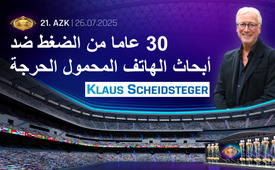 21. AZK | 26.07.2025
30 عاما من الضغط ضد
أبحاث الهاتف المحمول الحرجة
KLAUS SCHEIDSTEGER